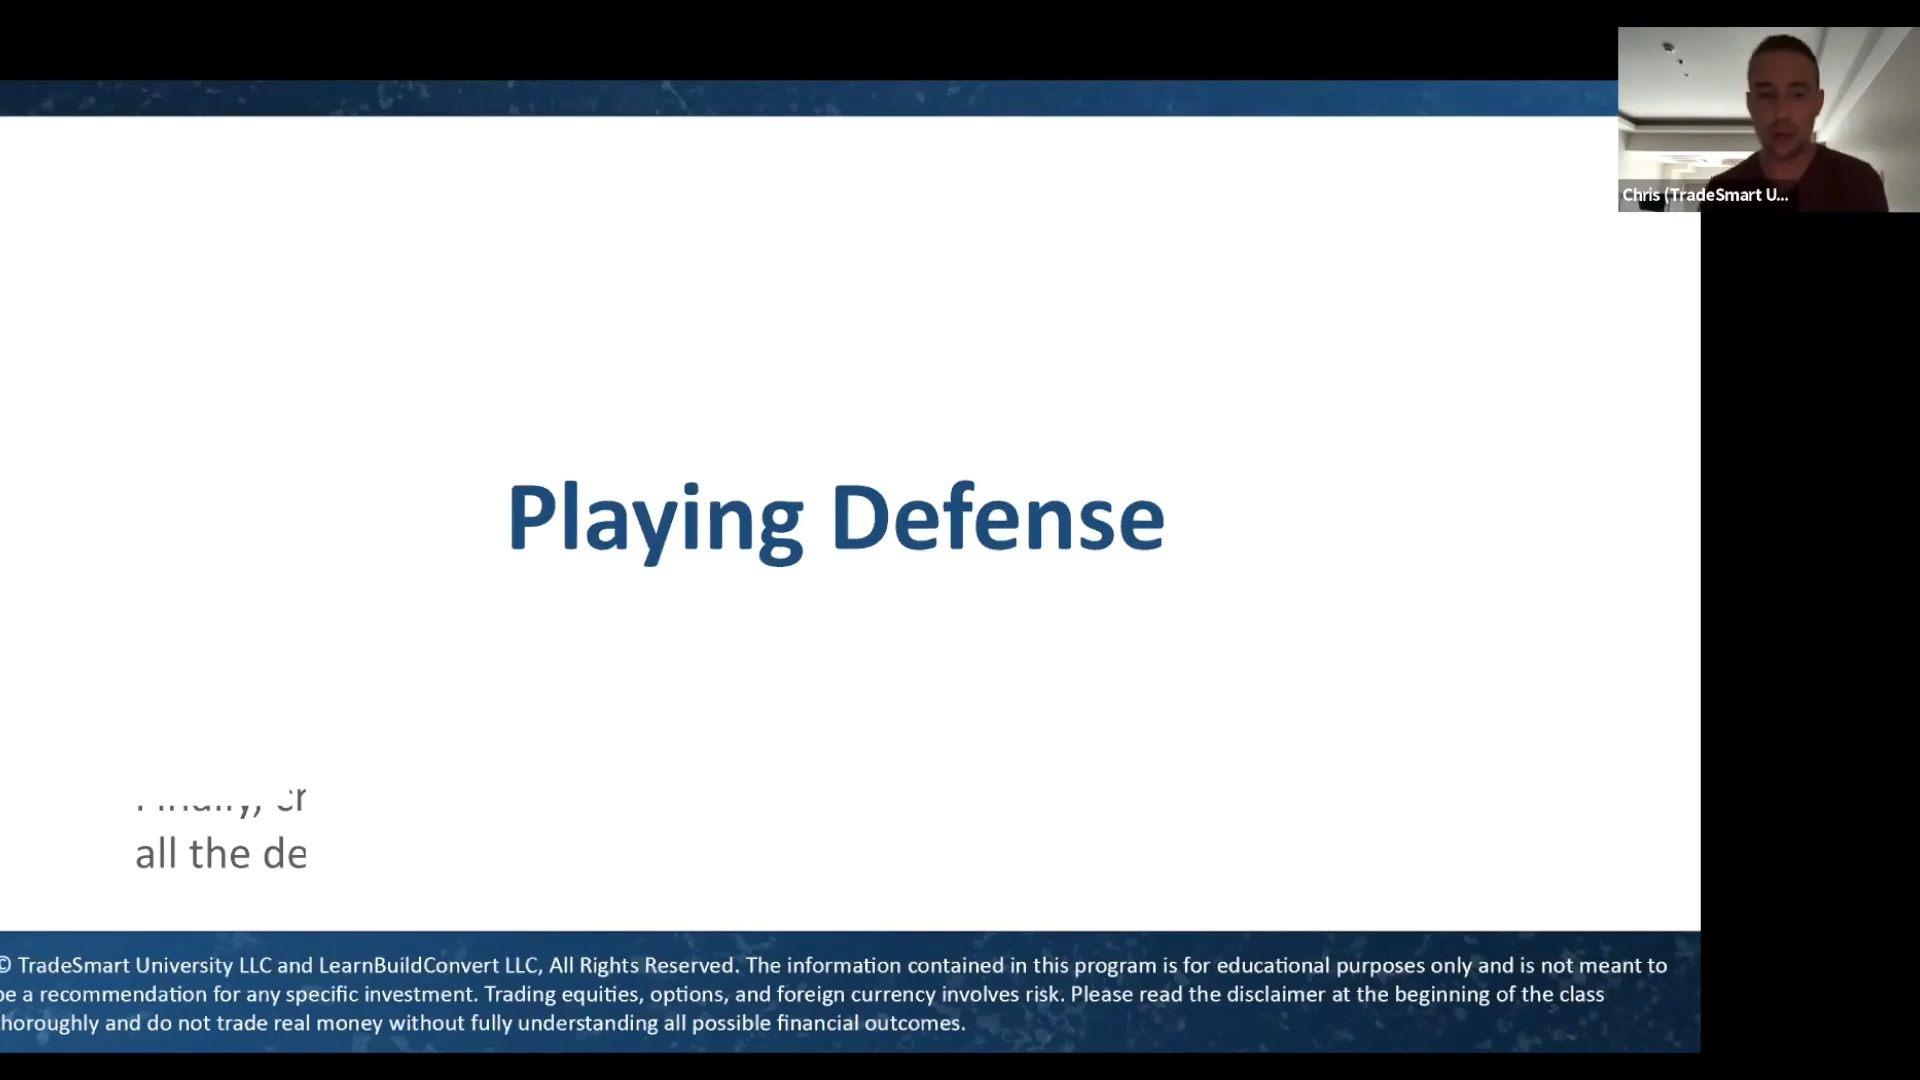 Chris (TradeSmart U...
Playing Defense
all the de
© TradeSmart University LLC and LearnBuildConvert LLC, All Rights Reserved. The information contained in this program is for educational purposes only and is not meant to
be a recommendation for any specific investment. Trading equities, options, and foreign currency involves risk. Please read the disclaimer at the beginning of the class
horoughly and do not trade real money without fully understanding all possible financial outcomes.